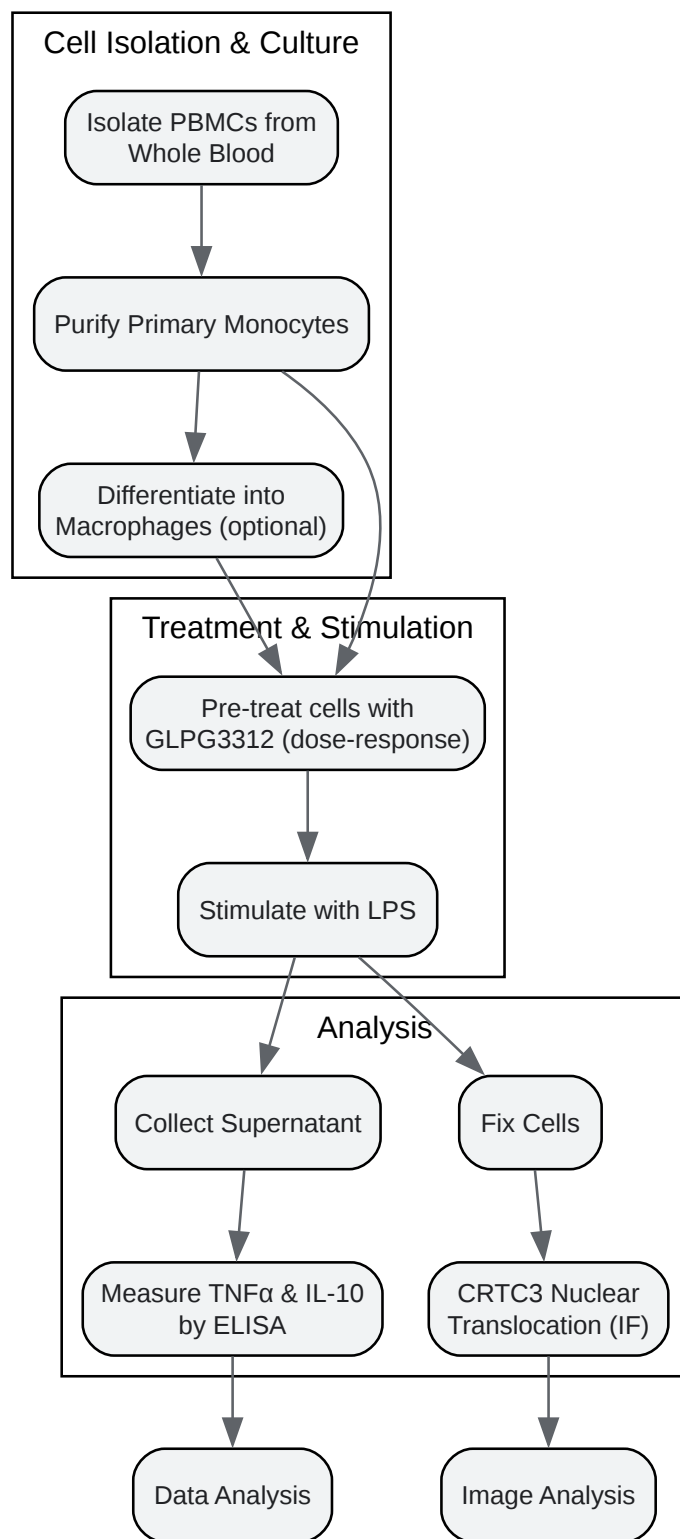 Cell Isolation & Culture
Isolate PBMCs from
Whole Blood
Purify Primary Monocytes
Differentiate into
Macrophages (optional)
Treatment & Stimulation
Pre-treat cells with
GLPG3312 (dose-response)
Stimulate with LPS
Analysis
Collect Supernatant
Fix Cells
Measure TNFα & IL-10
by ELISA
CRTC3 Nuclear
Translocation (IF)
Data Analysis
Image Analysis